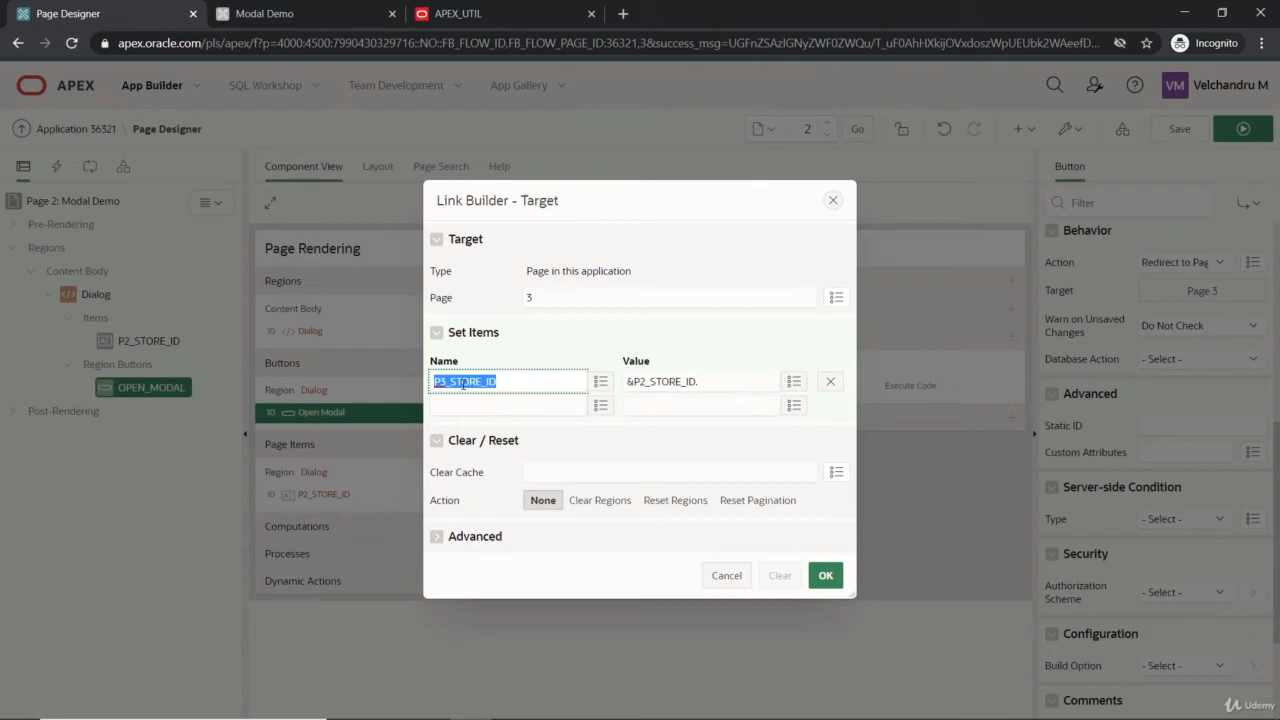 Page Designer
Modal Demo
APEX_UTIL
apex.oracle.com/pls/apex/f?p=4000:4500:7990430329716::NO::FB_FLOW_ID,FB_FLOW_PAGE_ID:36321,3&success_msg=
Incognito
APEX
App Builder
SQL Workshop
Team Development
App Gallery
VM
Velchandru M
Application 36321
Page Designer
2
Go
Save
Component View
Layout
Page Search
Help
Button
Page 2: Modal Demo
Pre-Rendering
Regions
Content Body
Dialog
Items
P2_STORE_ID
Region Buttons
OPEN_MODAL
Post-Rendering
Page Rendering
Regions
Content Body
10 Dialog
Buttons
Region Dialog
10 Open Modal
Page Items
Region Dialog
10 P2_STORE_ID
Computations
Processes
Dynamic Actions
Execute Code
Link Builder - Target
Target
Type
Page in this application
Page
3
Set Items
Name
Value
P3_STORE_ID
&P2_STORE_ID.
Clear / Reset
Clear Cache
Action
None
Clear Regions
Reset Regions
Reset Pagination
Advanced
Cancel
Clear
OK
Filter
Behavior
Action
Redirect to Pag
Target
Page 3
Warn on Unsaved
Changes
Do Not Check
Database Action
- Select -
Advanced
Static ID
Custom Attributes
Server-side Condition
Type
- Select -
Security
Authorization
Scheme
- Select -
Configuration
Build Option
- Select -
Comments
Udemy